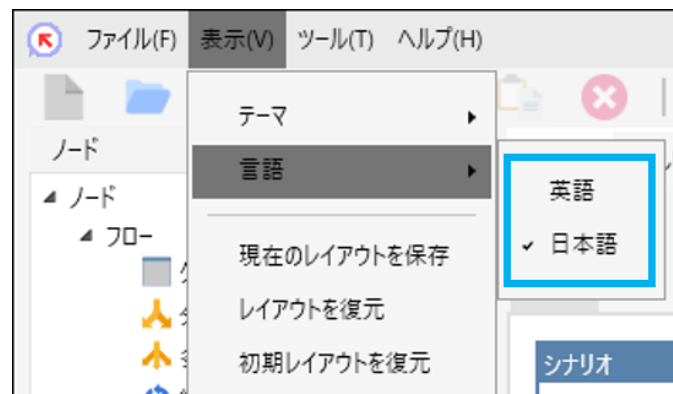 ファイル(F) 表示(V) ツール(T) ヘルプ(H)
テーマ
言語
現在のレイアウトを保存
レイアウトを復元
初期レイアウトを復元
英語
日本語
ノード
ノード
フロー
シナリオ